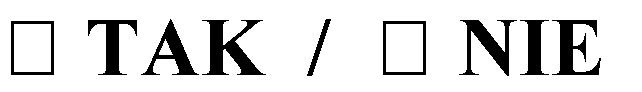 □ TAK / □ NIE